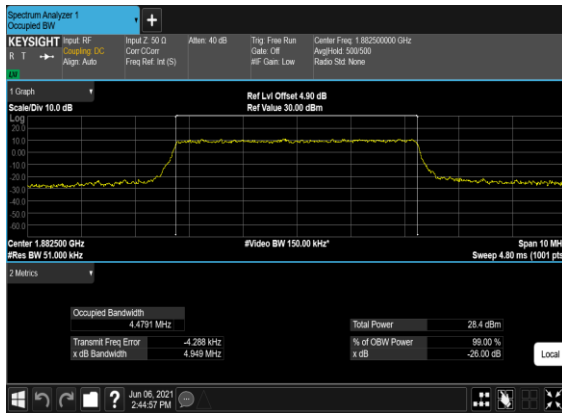 Spectrum Analyzer 1
Occupied BW
KEYSIGHT
R T
LXI
Input: RF
Coupling: DC
Align: Auto
Input Z: 50 Ω
Corr CCorr
Freq Ref: Int (S)
Atten: 40 dB
Trig: Free Run
Gate: Off
#IF Gain: Low
Center Freq: 1.882500000 GHz
Avg|Hold: 500/500
Radio Std: None
1 Graph
Scale/Div 10.0 dB
Ref Lvl Offset 4.90 dB
Ref Value 30.00 dBm
Log
20.0
10.0
0.00
-10.0
-20.0
-30.0
-40.0
-50.0
-60.0
Center 1.882500 GHz
#Res BW 51.000 kHz
#Video BW 150.00 kHz*
Span 10 MH
Sweep 4.80 ms (1001 pts
2 Metrics
Occupied Bandwidth
4.4791 MHz
Transmit Freq Error -4.288 kHz
x dB Bandwidth 4.949 MHz
Total Power 28.4 dBm
% of OBW Power 99.00 %
x dB -26.00 dB
Local
?
Jun 06, 2021
2:44:57 PM